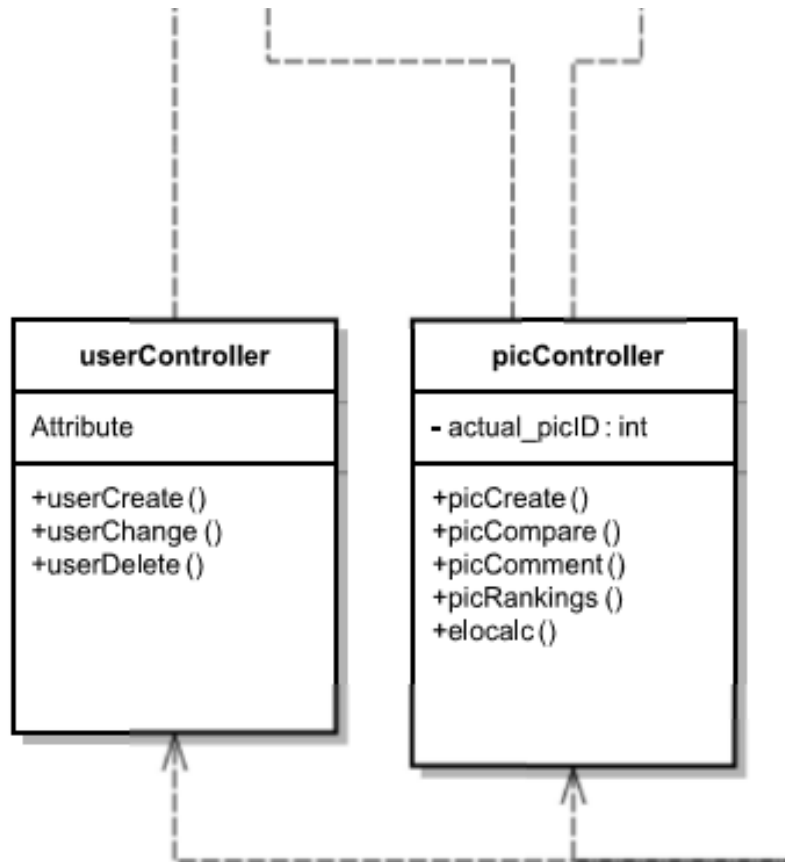 userController
Attribute
+userCreate()
+userChange()
+userDelete()
picController
- actual_picID : int
+picCreate()
+picCompare()
+picComment()
+picRankings()
+elocalc()